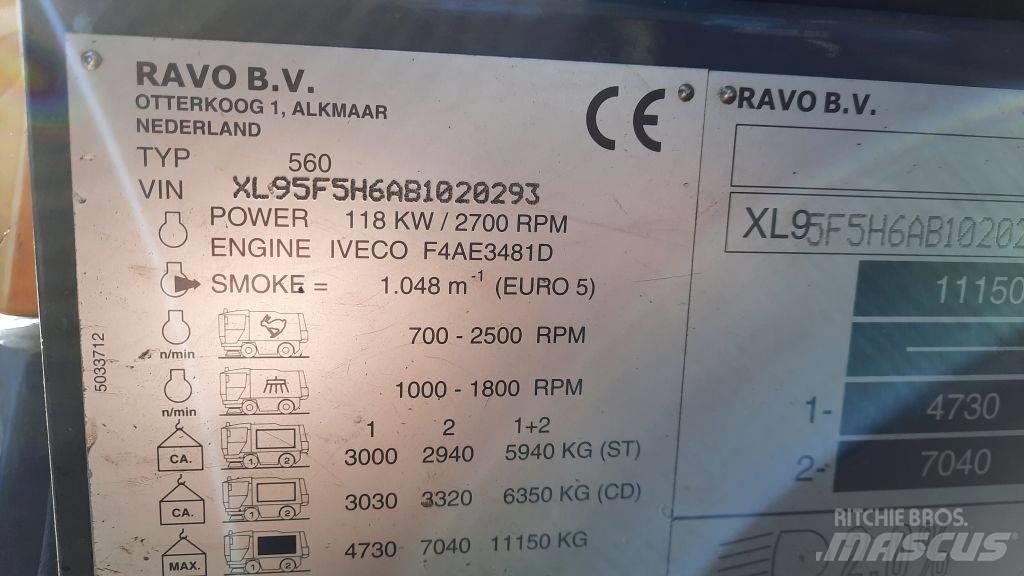 RAVO B.V.
OTTERKOOG 1, ALKMAAR
NEDERLAND
TYP 560
VIN XL95F5H6AB1020293
POWER 118 KW / 2700 RPM
ENGINE IVECO F4AE3481D
SMOKE = 1.048 m-1 (EURO 5)
n/min 700 - 2500 RPM
n/min 1000 - 1800 RPM
1 2 1+2
CA. 1 2 3000 2940 5940 KG (ST)
CA. 3030 3320 6350 KG (CD)
MAX. 4730 7040 11150 KG
5033712
CE
RAVO B.V.
XL95F5H6AB10202
11150
1- 4730
2- 7040
RITCHIE BROS.
MASCUS